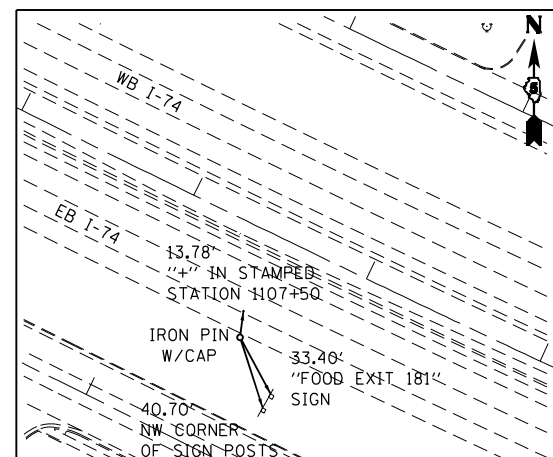 N
5
WB I-74
EB I-74
13.78'
"+" IN STAMPED
STATION 1107+50
IRON PIN
W/CAP
33.40'
"FOOD EXIT 181"
SIGN
40.70'
NW CORNER
OF SIGN POSTS